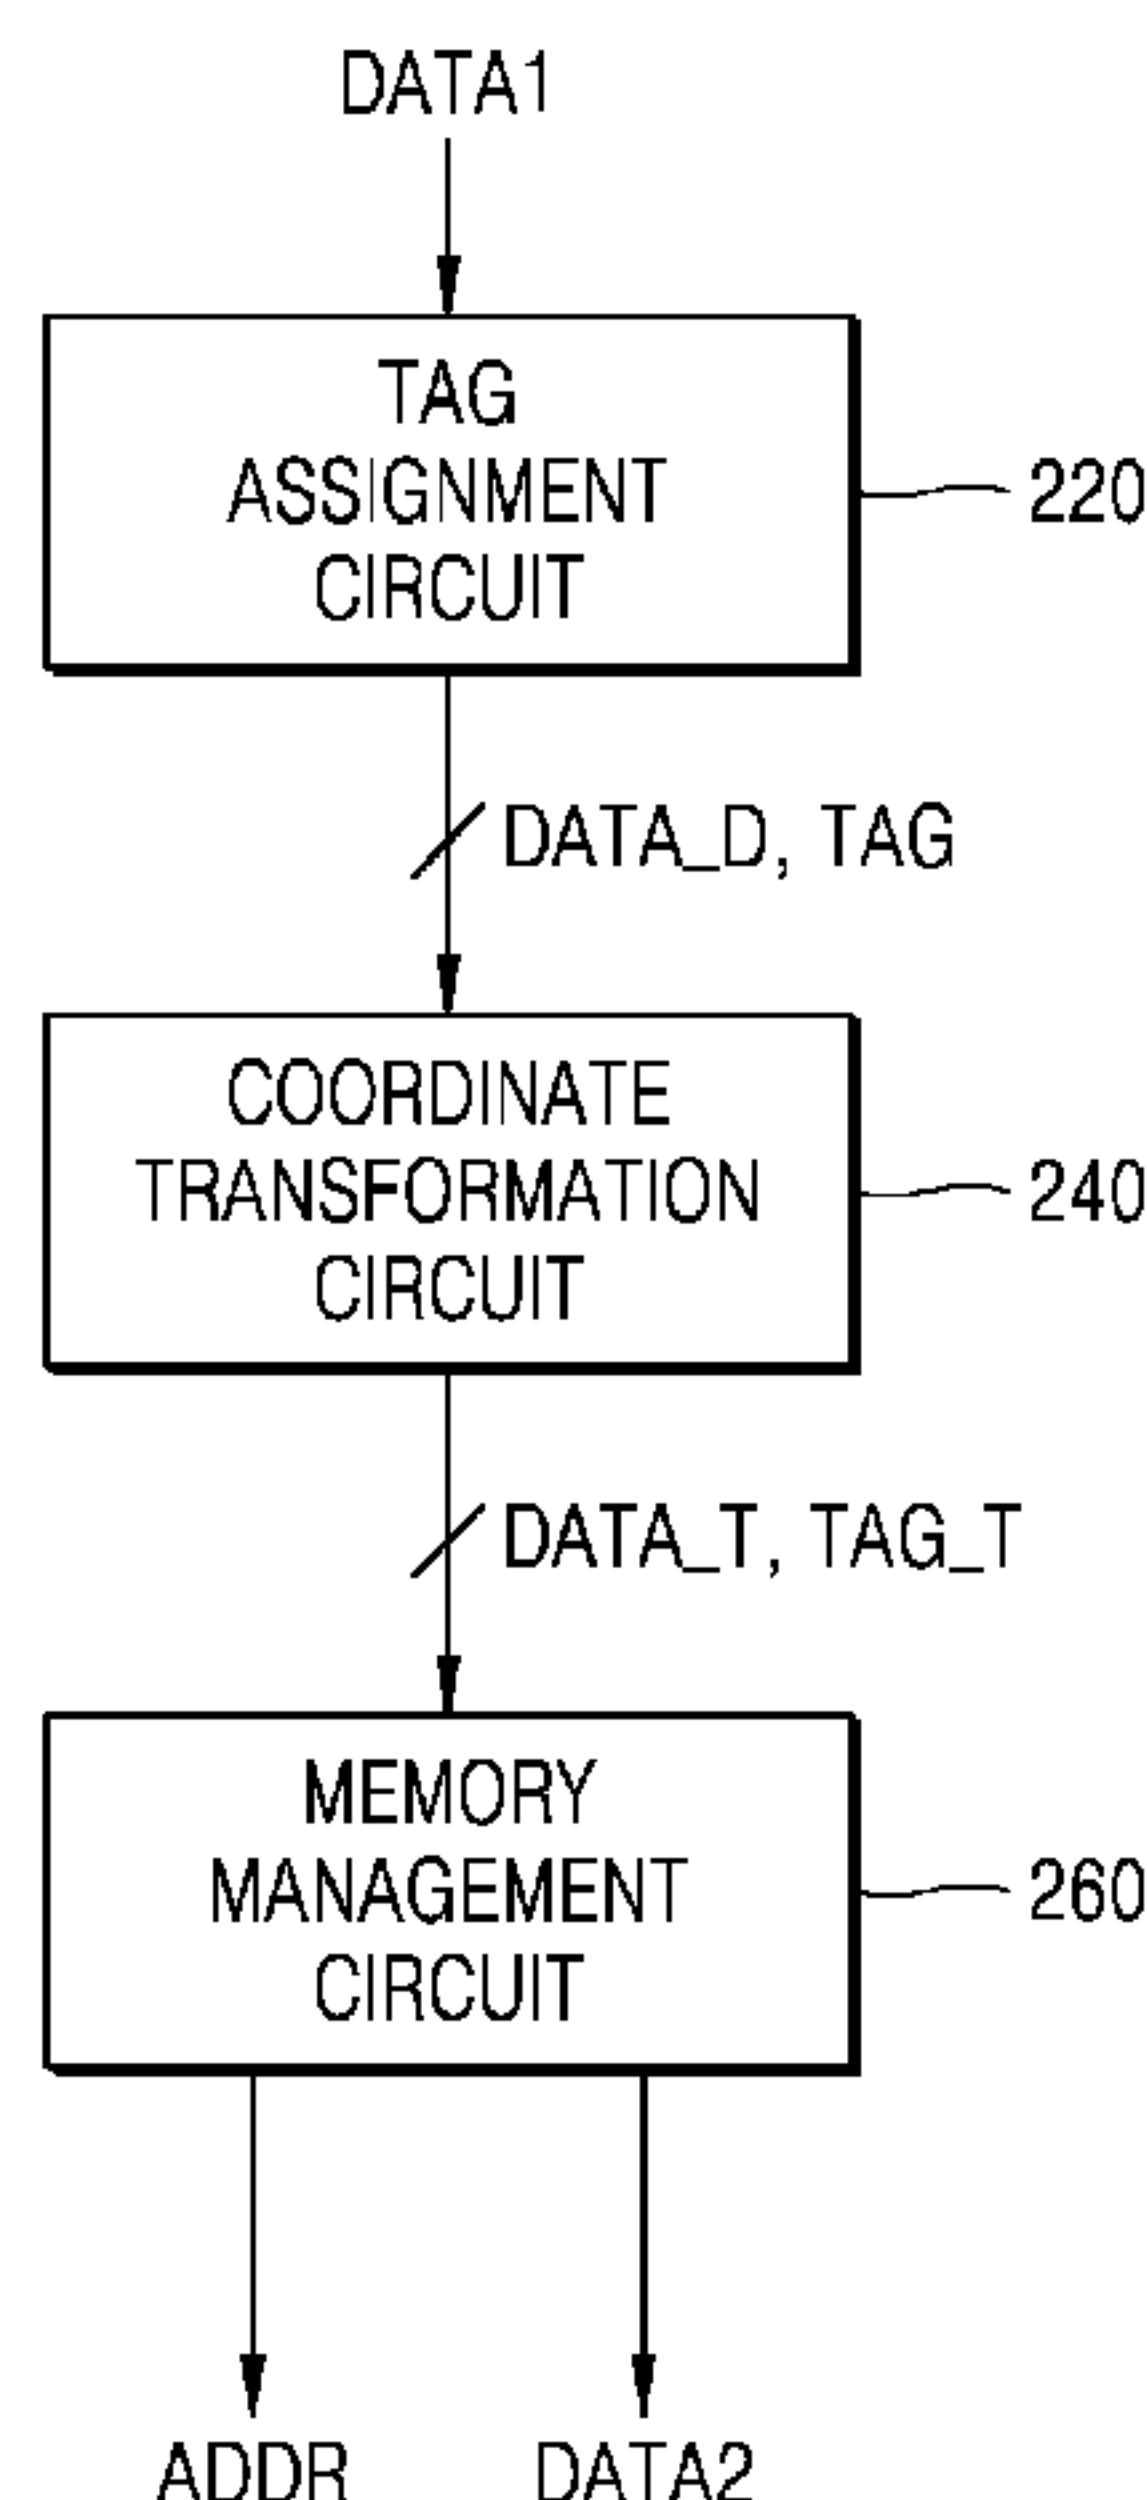 DATA1
TAG
ASSIGNMENT
CIRCUIT
220
DATA_D, TAG
COORDINATE
TRANSFORMATION
CIRCUIT
240
DATA_T, TAG_T
MEMORY
MANAGEMENT
CIRCUIT
260
ADDR
DATA2